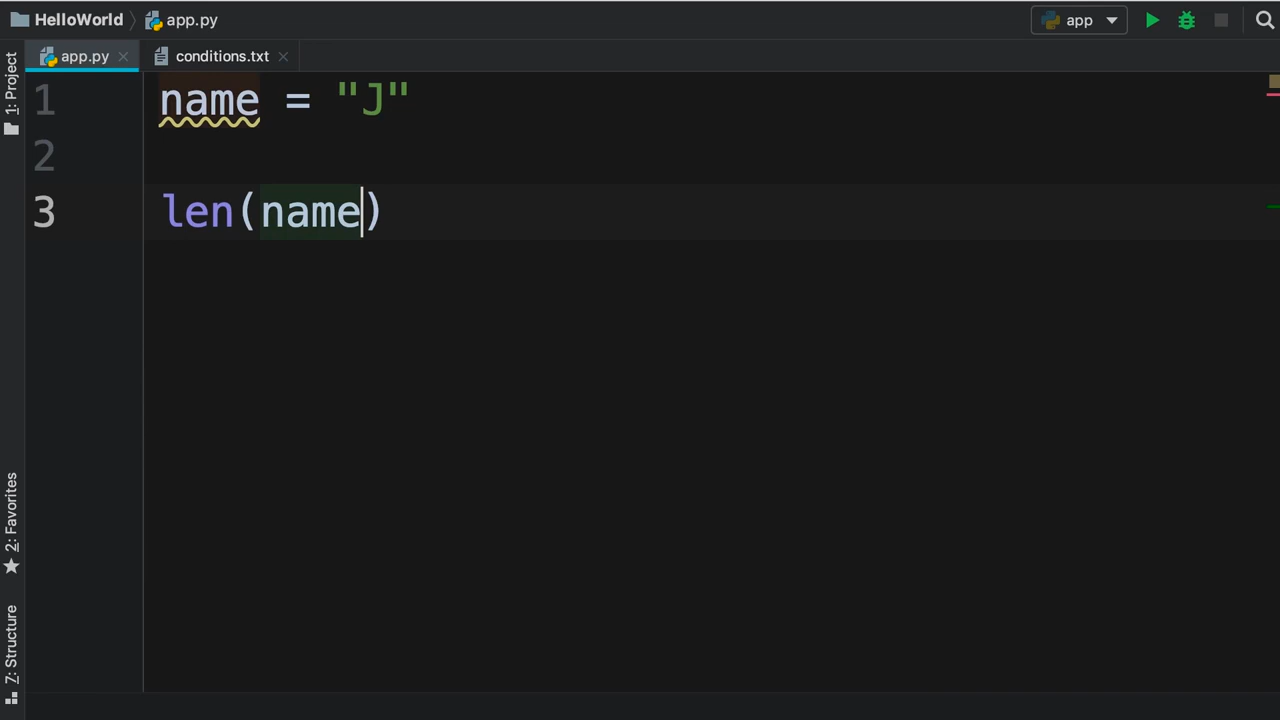 HelloWorld app.py app
app.py conditions.txt
1: Project
1 name = "J"
2
3 len(name)
2: Favorites
7: Structure